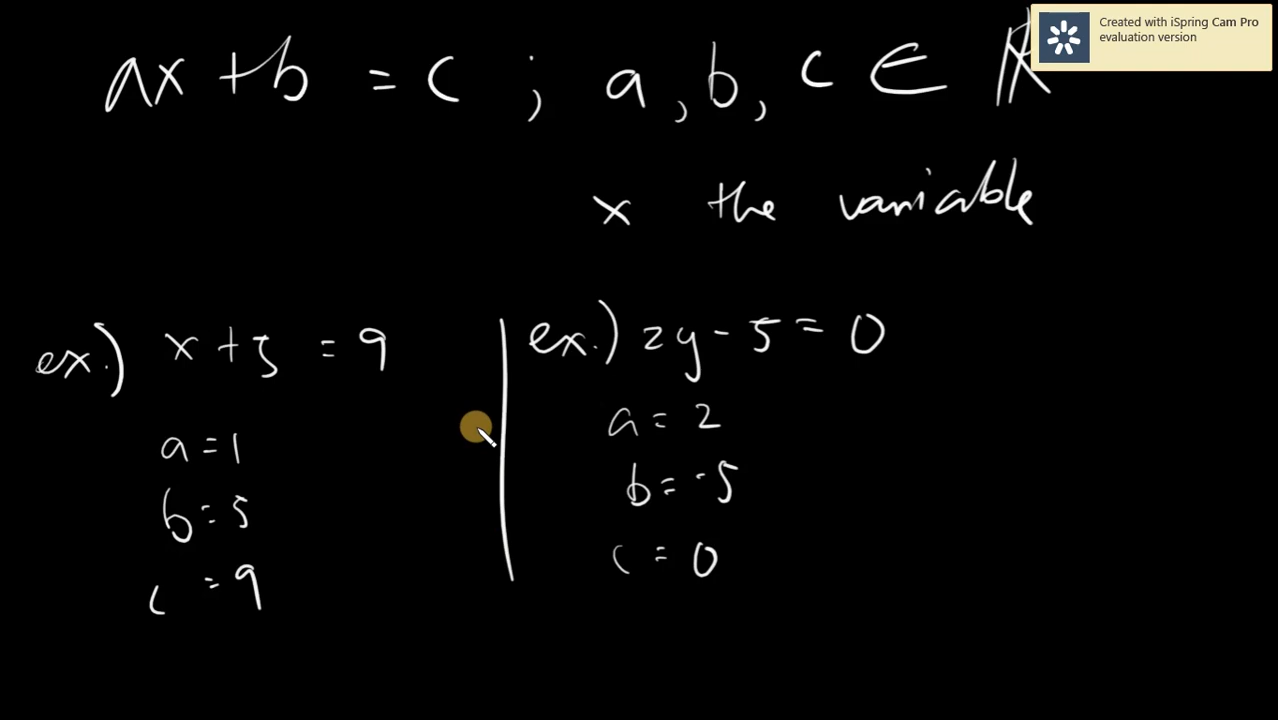 Created with iSpring Cam Pro
evaluation version
ax + b = c ; a, b, c ∈ ℝ
x the variable
ex.) x + 5 = 9
a = 1
b = 5
c = 9
ex.) 2y - 5 = 0
a = 2
b = -5
c = 0